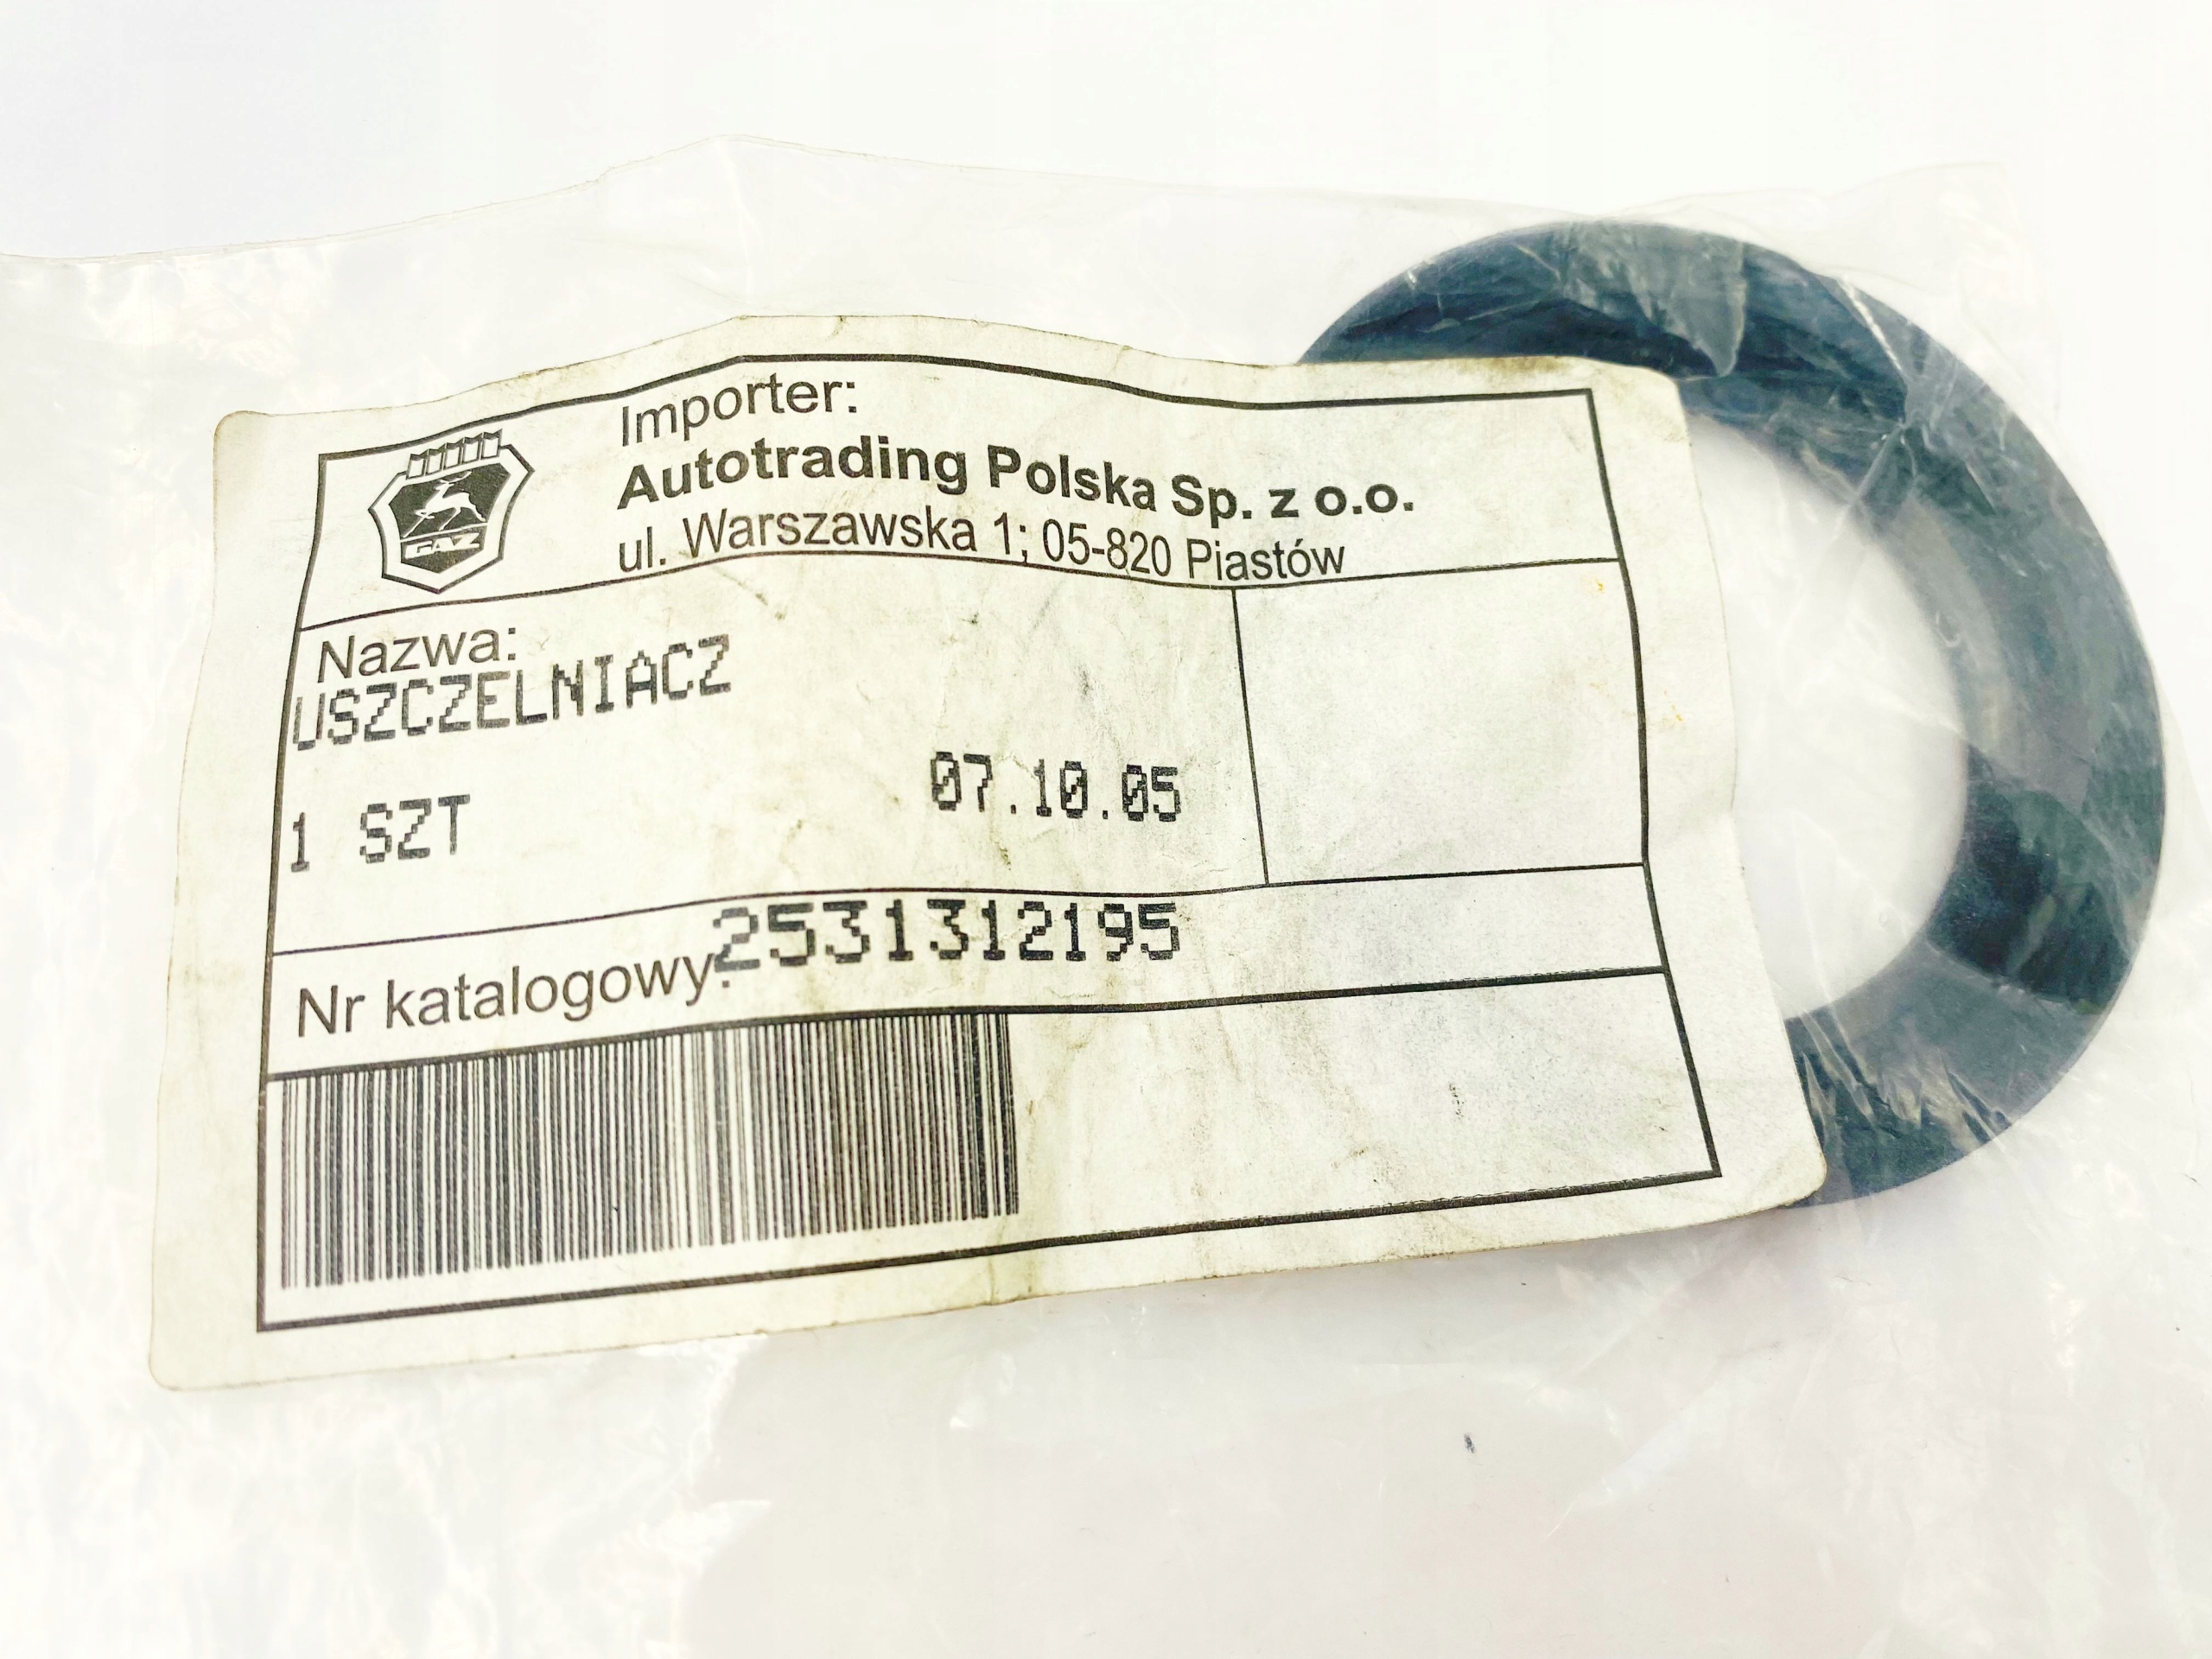 GAZ
Importer:
Autotrading Polska Sp. z o.o.
ul. Warszawska 1; 05-820 Piastów
Nazwa:
USZCZELNIACZ
1 SZT
07.10.05
Nr katalogowy: 2531312195